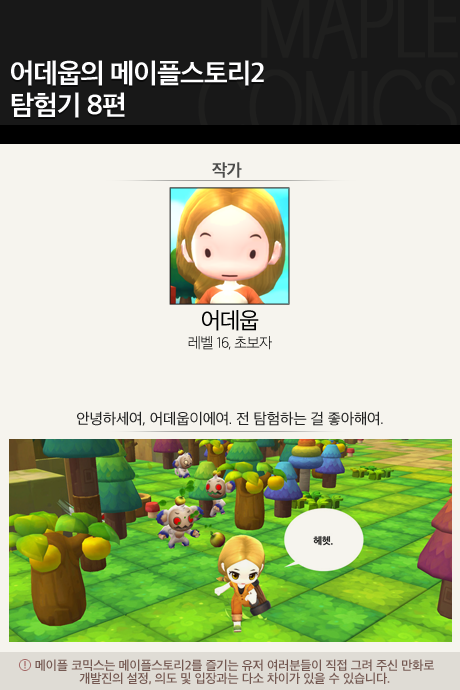 MAPLE
COMICS
어데웁의 메이플스토리2
탐험기 8편
작가
어데웁
레벨 16, 초보자
안녕하세여, 어데웁이에여. 전 탐험하는 걸 좋아해여.
헤헷.
! 메이플 코믹스는 메이플스토리2를 즐기는 유저 여러분들이 직접 그려 주신 만화로
개발진의 설정, 의도 및 입장과는 다소 차이가 있을 수 있습니다.